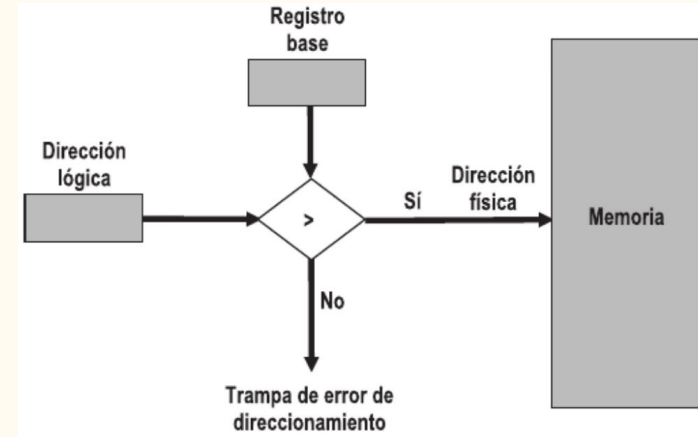 Registro
base
Dirección
lógica
>
Sí
Dirección
física
Memoria
No
Trampa de error de
direccionamiento